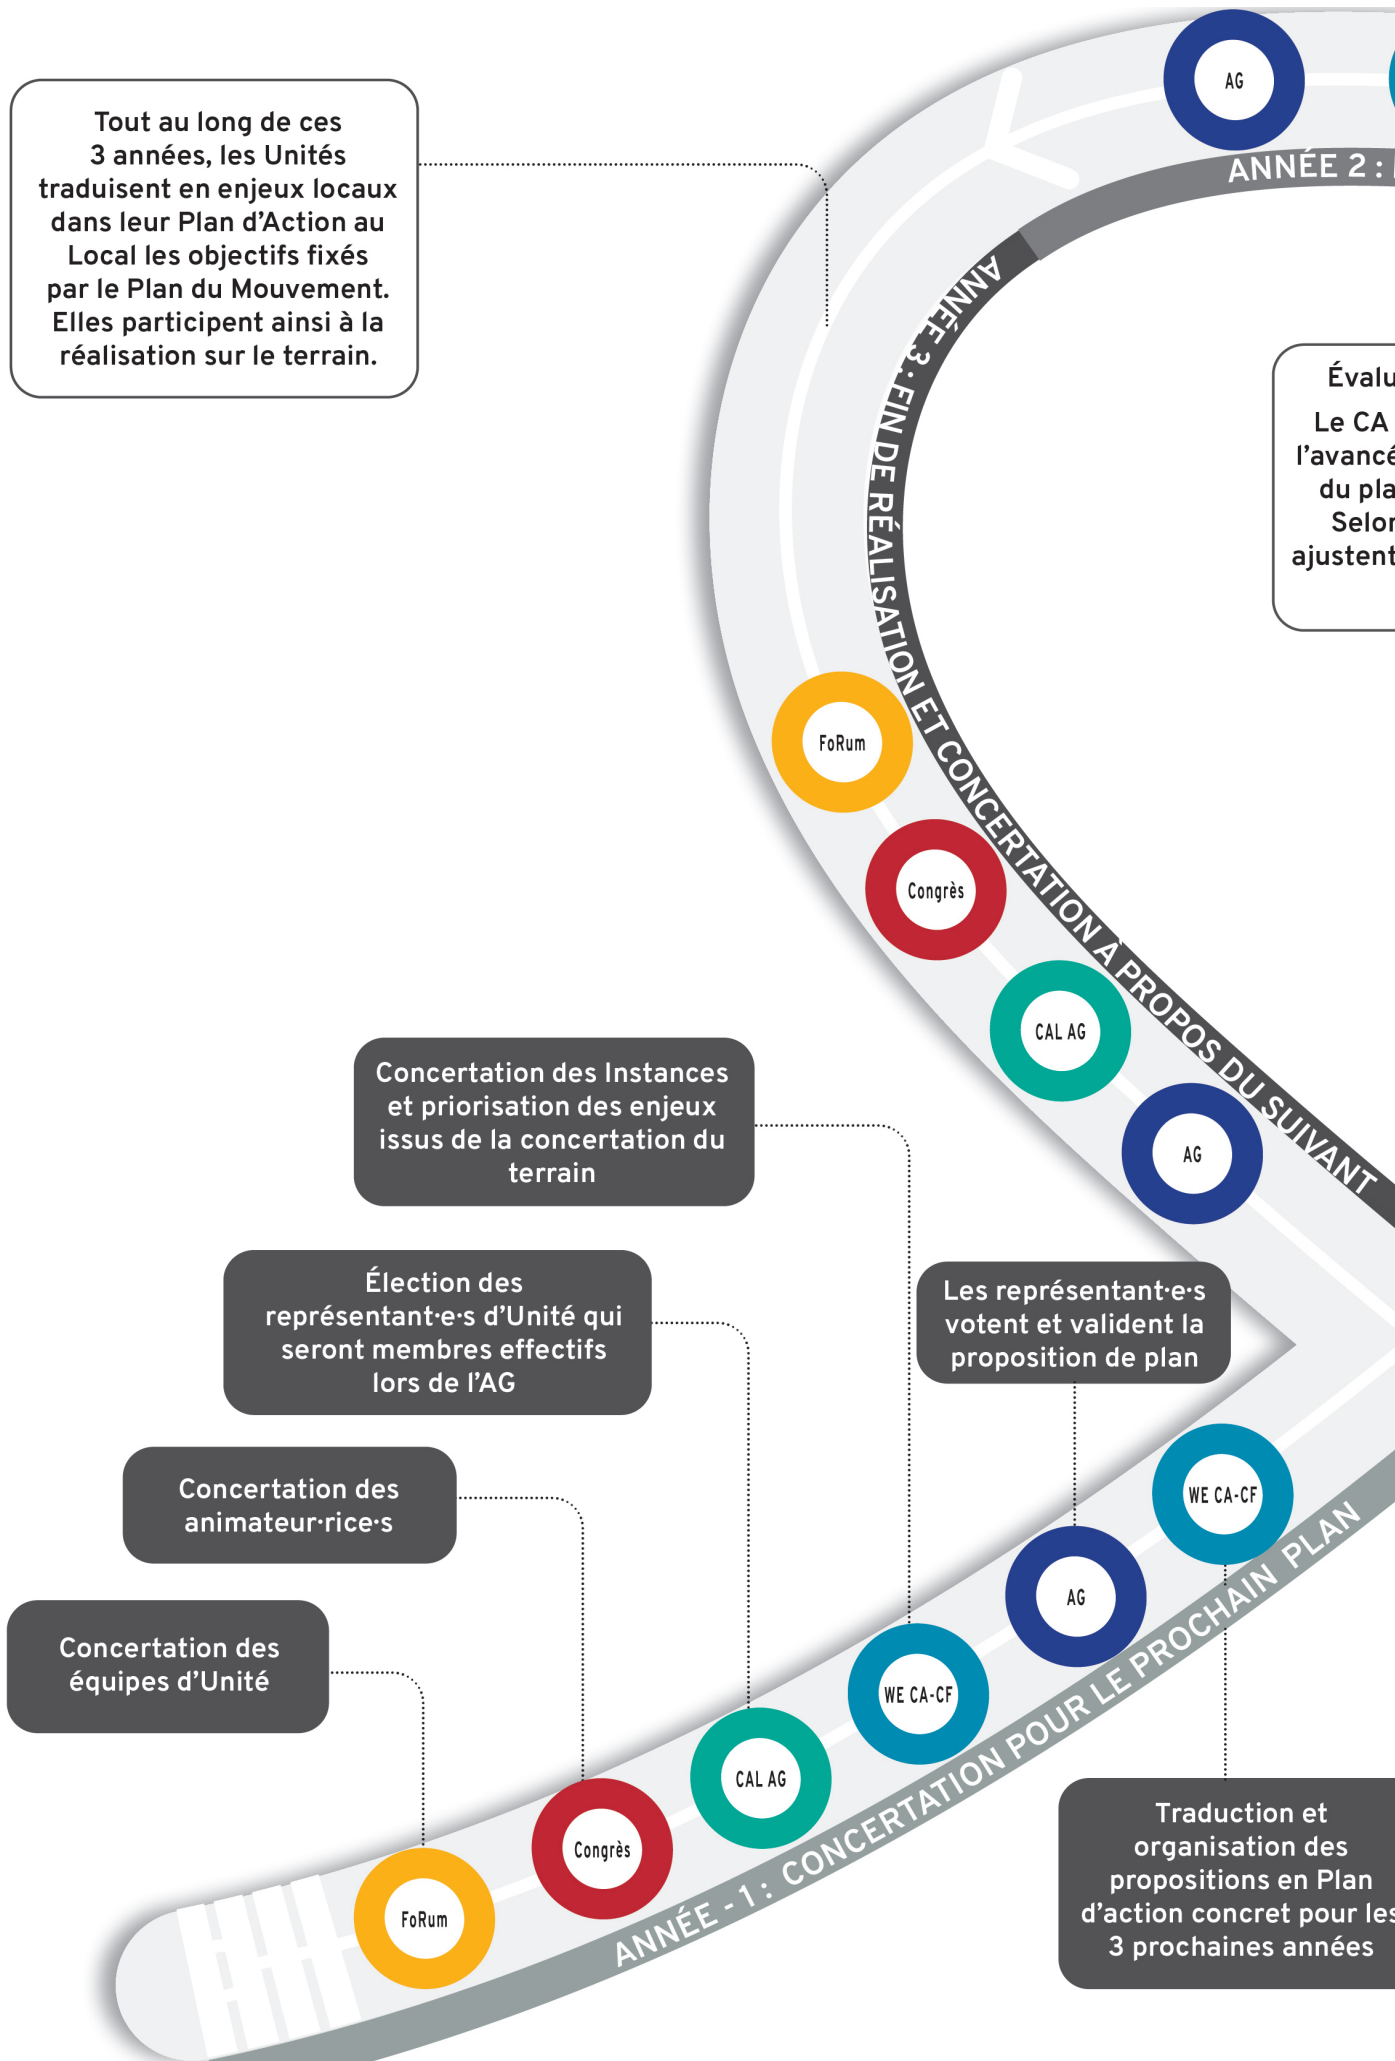 AG
ANNÉE 2 :
Tout au long de ces
3 années, les Unités
traduisent en enjeux locaux
dans leur Plan d’Action au
Local les objectifs fixés
par le Plan du Mouvement.
Elles participent ainsi à la
réalisation sur le terrain.
ANNÉE 3 : FIN DE RÉALISATION ET CONCERTATION À PROPOS DU SUIVANT
Évalu
Le CA
l’avancé
du pla
Selon
ajustent
FoRum
Congrès
CAL AG
AG
Concertation des Instances
et priorisation des enjeux
issus de la concertation du
terrain
Élection des
représentant·e·s d’Unité qui
seront membres effectifs
lors de l’AG
Les représentant·e·s
votent et valident la
proposition de plan
Concertation des
animateur·rice·s
Concertation des
équipes d’Unité
WE CA-CF
AG
WE CA-CF
CAL AG
Congrès
FoRum
ANNÉE - 1 : CONCERTATION POUR LE PROCHAIN PLAN
Traduction et
organisation des
propositions en Plan
d’action concret pour les
3 prochaines années